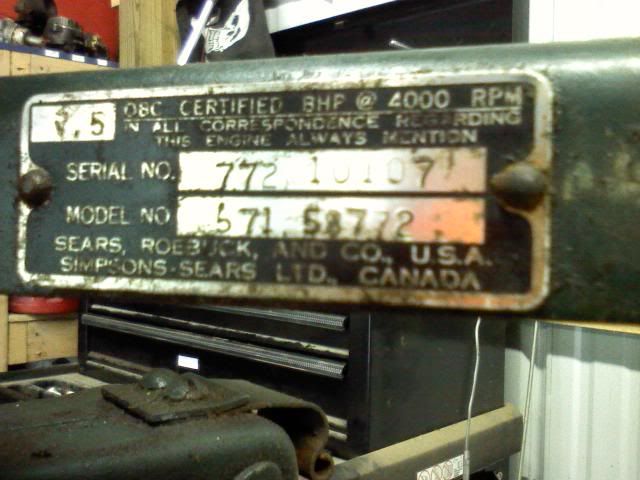 7.5 OBC CERTIFIED BHP @ 4000 RPM
IN ALL CORRESPONDENCE REGARDING
THIS ENGINE ALWAYS MENTION
SERIAL NO. 772 10107
MODEL NO 571.58772
SEARS, ROEBUCK, AND CO., U.S.A.
SIMPSONS-SEARS LTD., CANADA